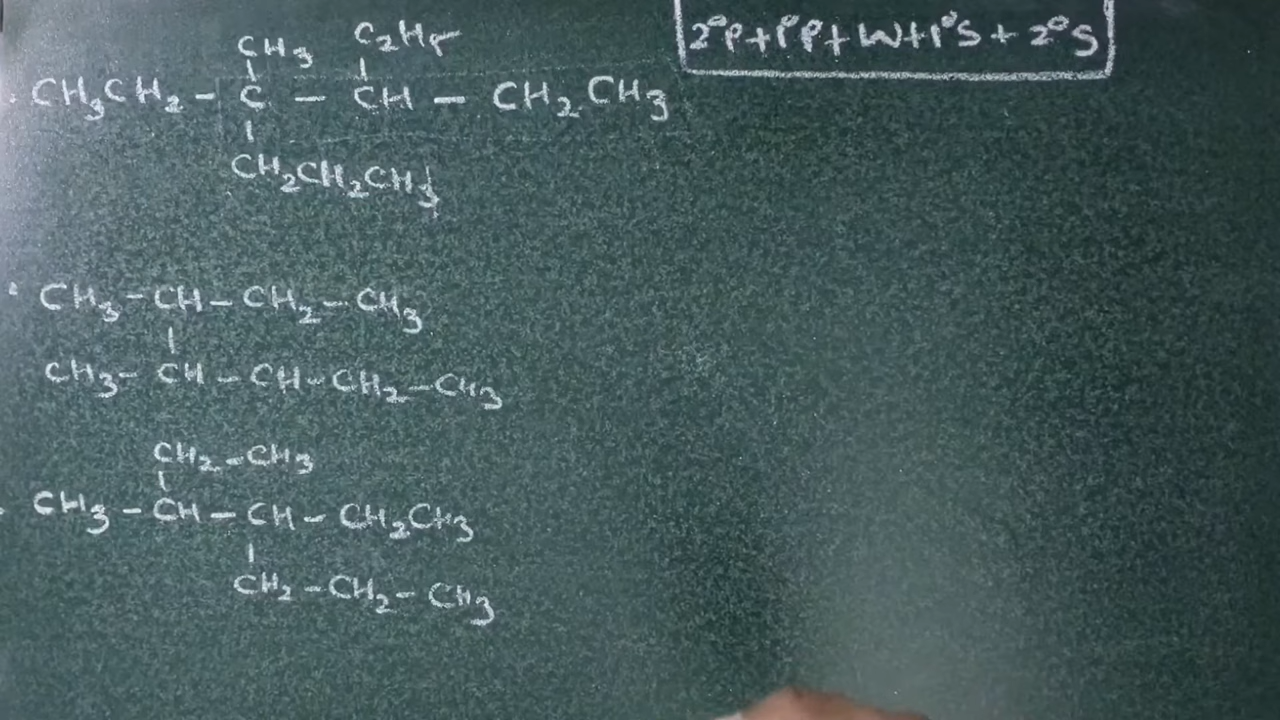 2°P+1°P+W+1°S+2°S
CH₃ C₂H₅
CH₃CH₂ – C – CH – CH₂CH₃
CH₂CH₂CH₃
CH₃–CH–CH₂–CH₃
CH₃–CH–CH–CH₂–CH₃
CH₂–CH₃
CH₃–CH–CH–CH₂CH₃
CH₂–CH₂–CH₃